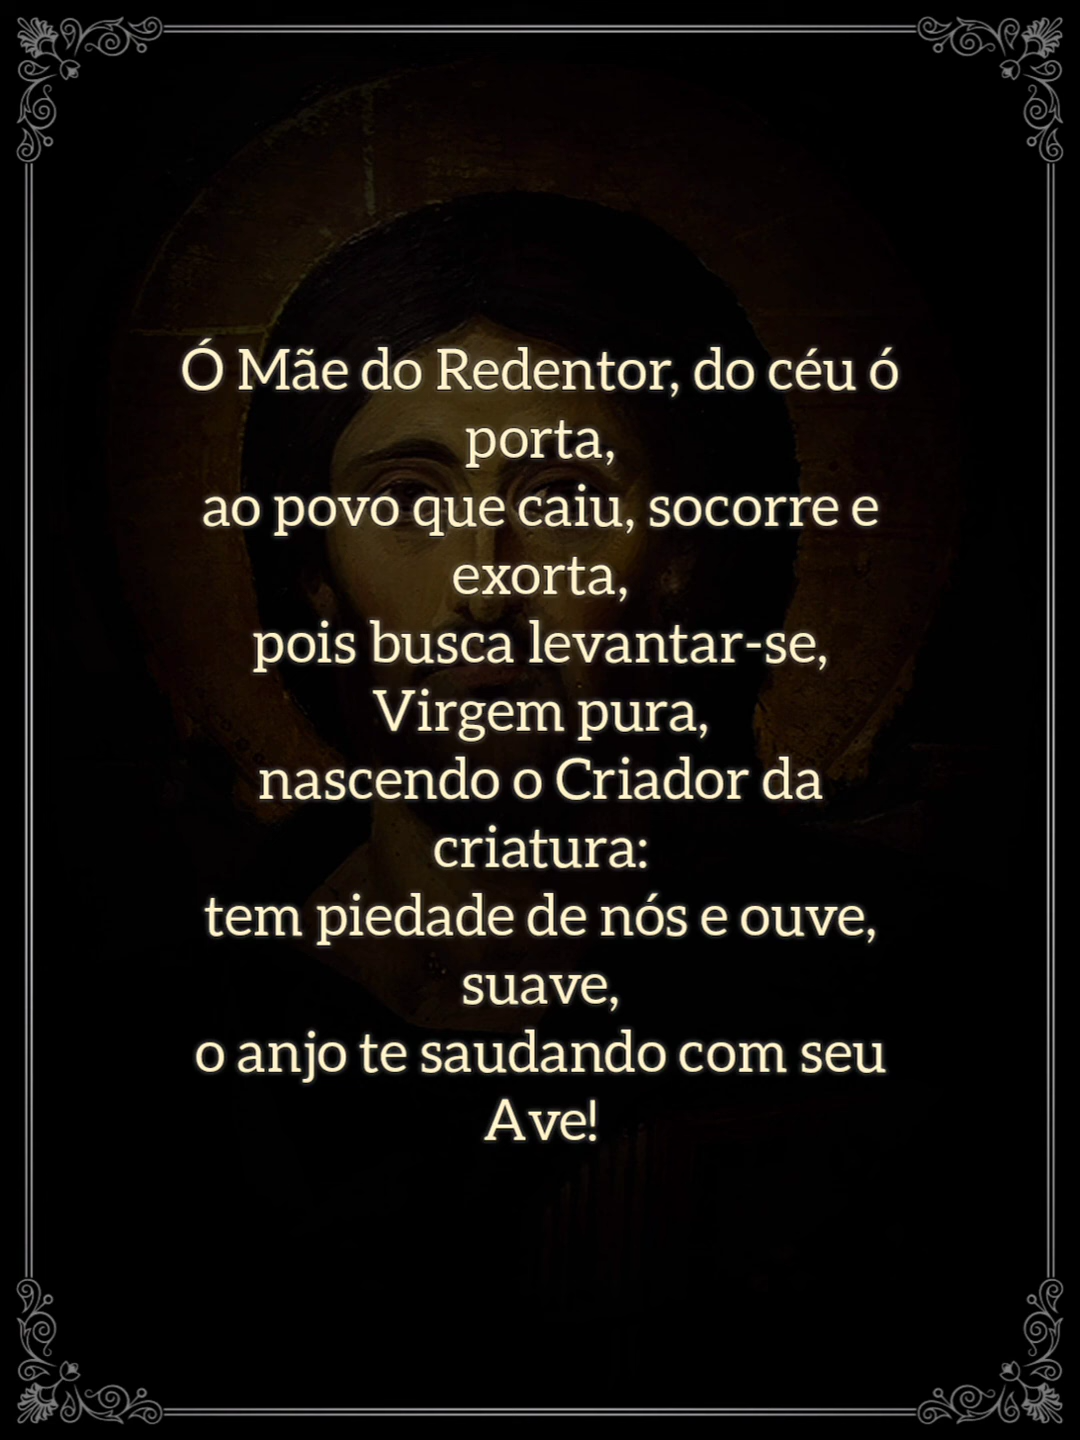 Ó Mãe do Redentor, do céu ó
porta,
ao povo que caiu, socorre e
exorta,
pois busca levantar-se,
Virgem pura,
nascendo o Criador da
criatura:
tem piedade de nós e ouve,
suave,
o anjo te saudando com seu
Ave!